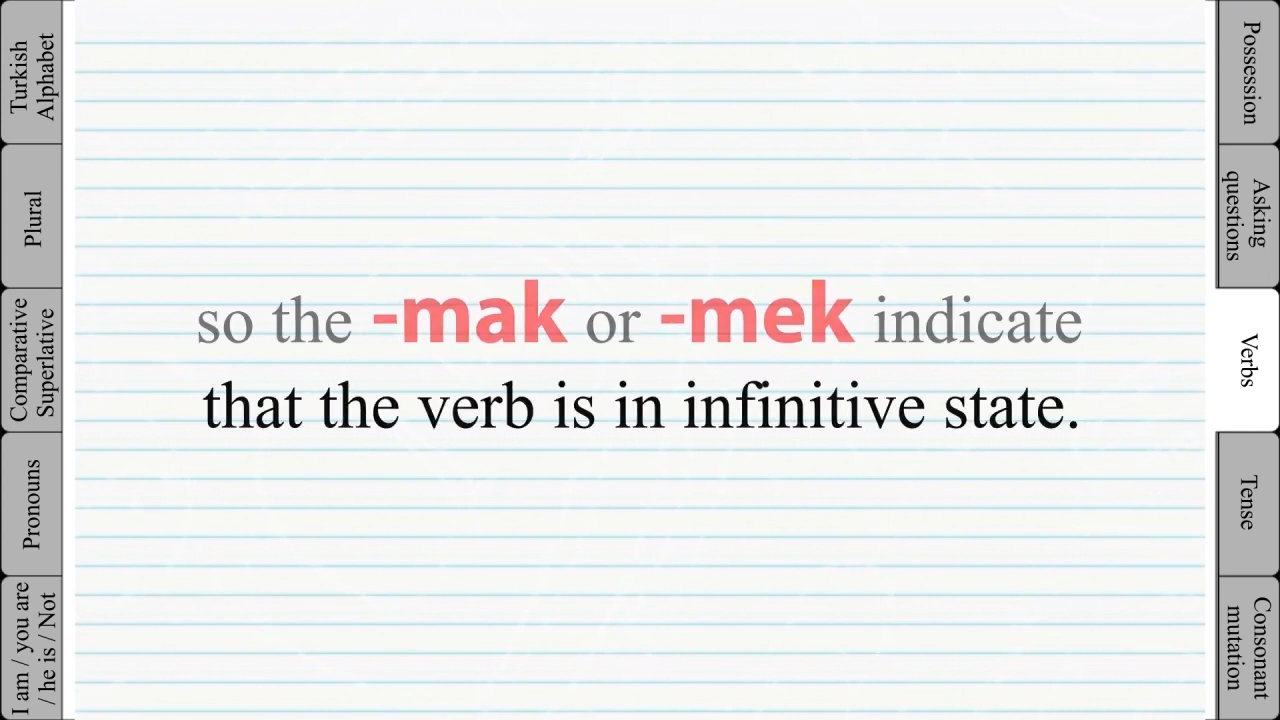 Turkish
Alphabet
Plural
Comparative
Superlative
Pronouns
I am / you are
/ he is / Not
so the -mak or -mek indicate
that the verb is in infinitive state.
Possession
Asking
questions
Verbs
Tense
Consonant
mutation